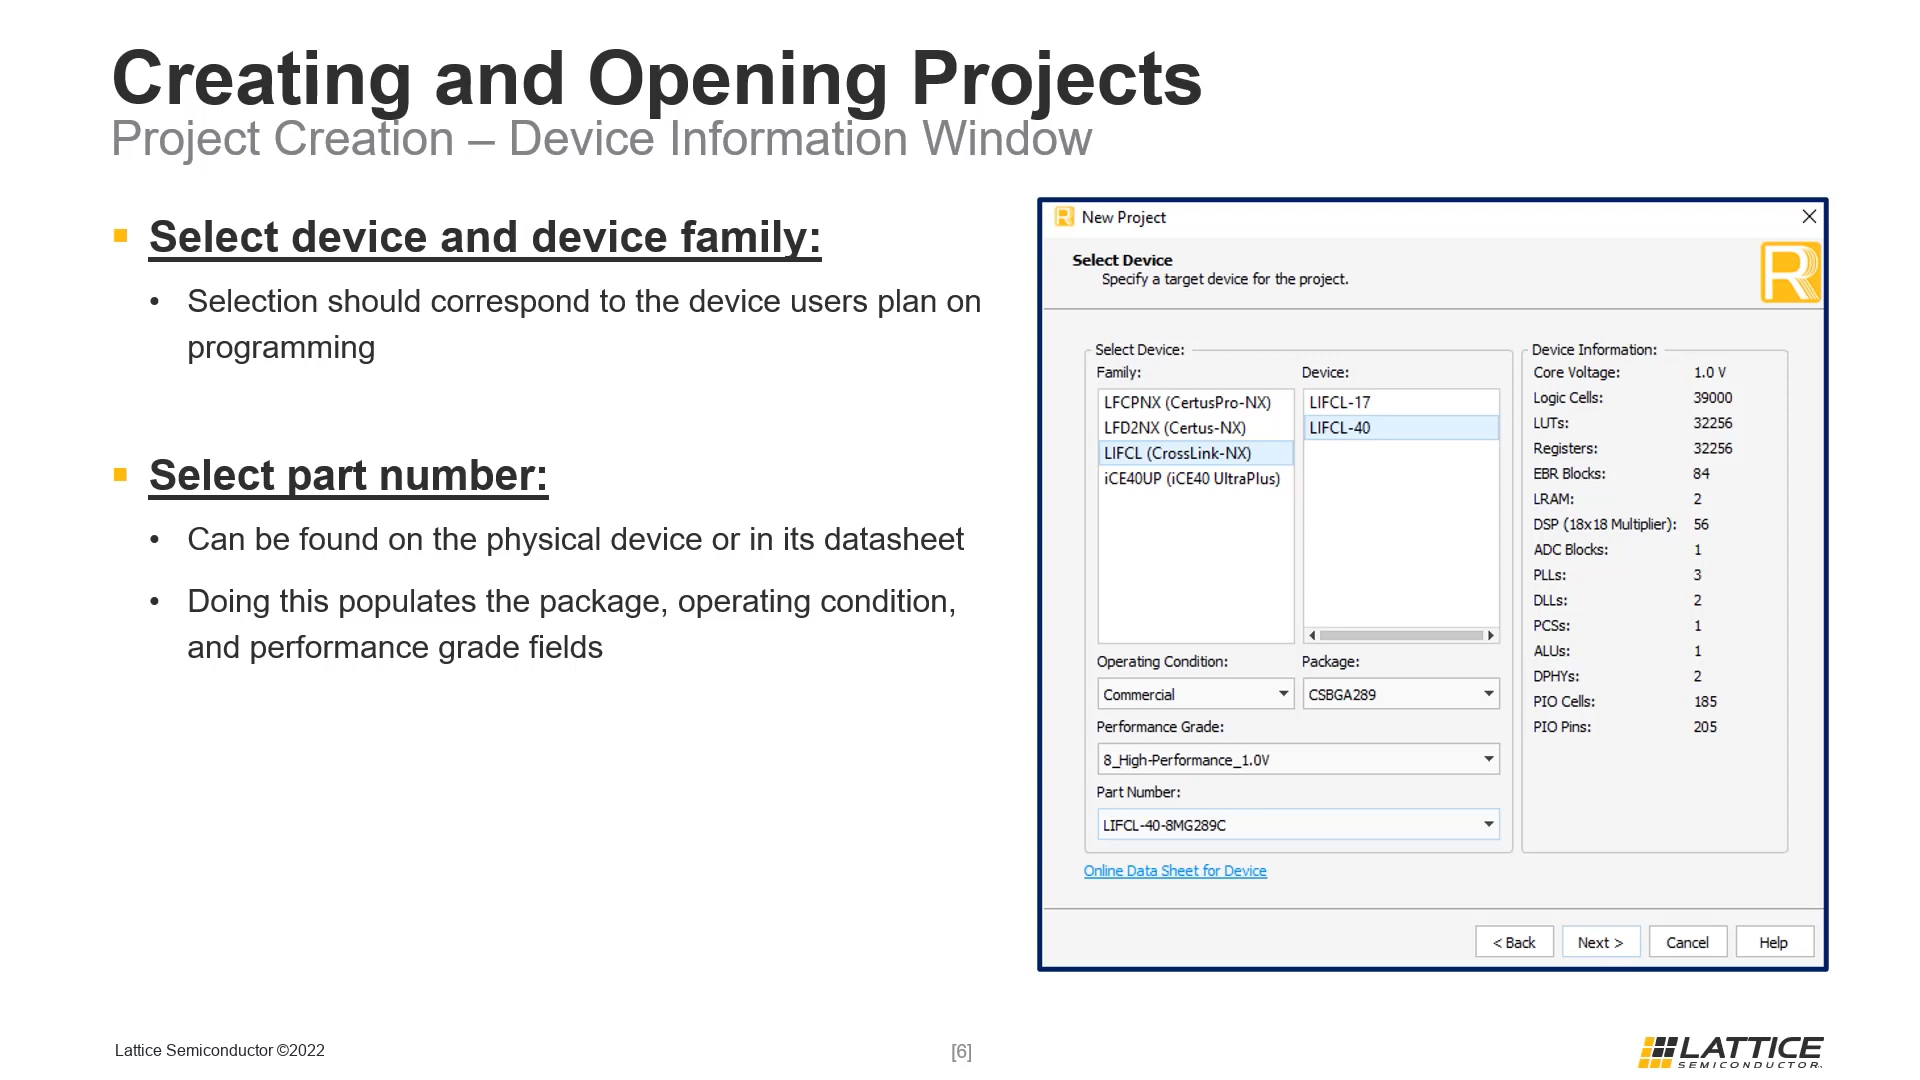 Creating and Opening Projects
Project Creation – Device Information Window
Select device and device family:
Selection should correspond to the device users plan on
programming
Select part number:
Can be found on the physical device or in its datasheet
Doing this populates the package, operating condition,
and performance grade fields
New Project
Select Device
Specify a target device for the project.
Select Device:
Family:
Device:
LFCPNX (CertusPro-NX)
LFD2NX (Certus-NX)
LIFCL (CrossLink-NX)
iCE40UP (iCE40 UltraPlus)
LIFCL-17
LIFCL-40
Operating Condition:
Package:
Commercial
CSBGA289
Performance Grade:
8_High-Performance_1.0V
Part Number:
LIFCL-40-8MG289C
Online Data Sheet for Device
Device Information:
Core Voltage: 1.0 V
Logic Cells: 39000
LUTs: 32256
Registers: 32256
EBR Blocks: 84
LRAM: 2
DSP (18x18 Multiplier): 56
ADC Blocks: 1
PLLs: 3
DLLs: 2
PCSs: 1
ALUs: 1
DPHYs: 2
PIO Cells: 185
PIO Pins: 205
< Back
Next >
Cancel
Help
Lattice Semiconductor ©2022
[6]
LATTICE
SEMICONDUCTOR